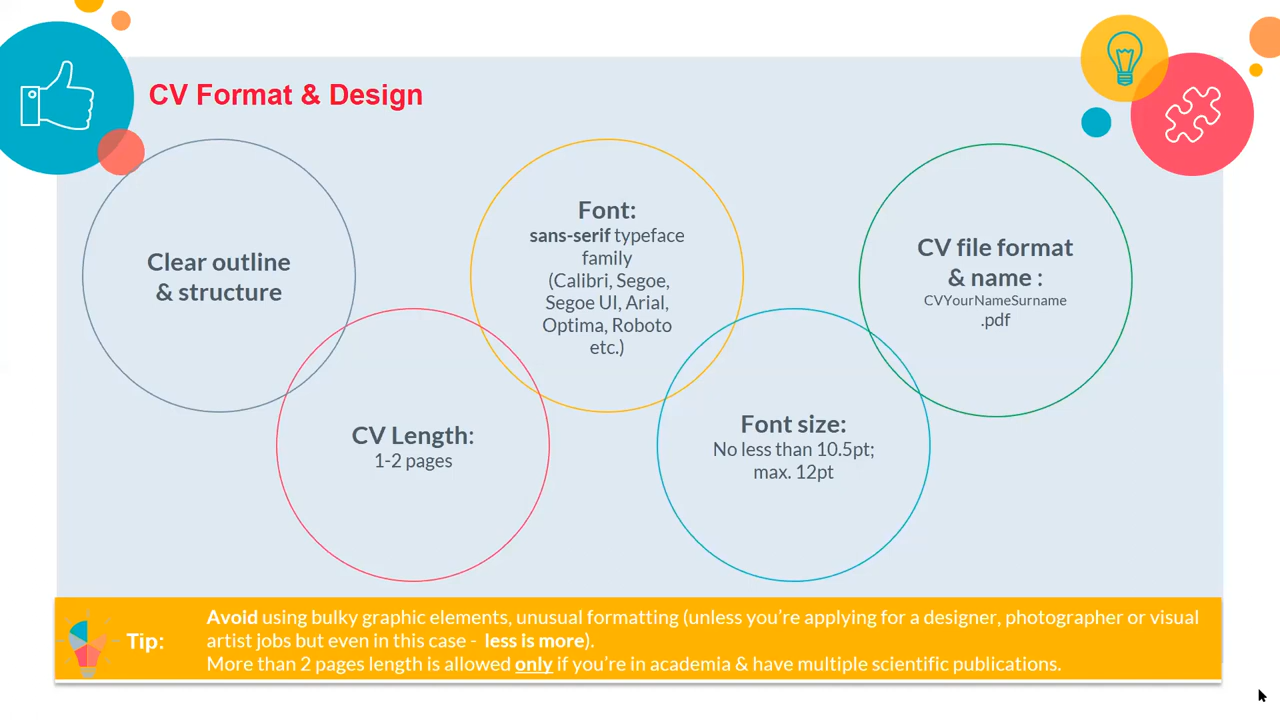 CV Format & Design
Clear outline
& structure
CV Length:
1-2 pages
Font:
sans-serif typeface
family
(Calibri, Segoe,
Segoe UI, Arial,
Optima, Roboto
etc.)
Font size:
No less than 10.5pt;
max. 12pt
CV file format
& name :
CVYourNameSurname
.pdf
Tip:
Avoid using bulky graphic elements, unusual formatting (unless you’re applying for a designer, photographer or visual
artist jobs but even in this case - less is more).
More than 2 pages length is allowed only if you’re in academia & have multiple scientific publications.